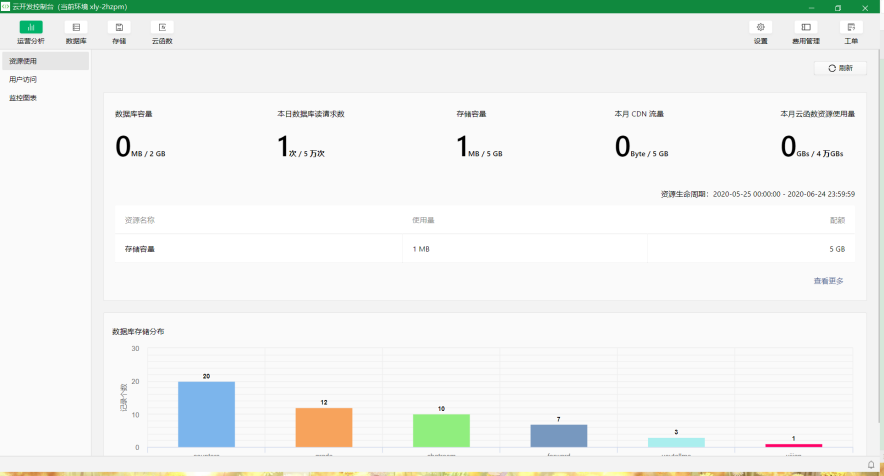 云开发控制台 (当前环境 xly-2hzpm)
运营分析 数据库 存储 云函数 设置 费用管理 工单
资源使用
用户访问
监控图表
刷新
数据库容量 本日数据库读请求数 存储容量 本月 CDN 流量 本月云函数资源使用量
0 MB / 2 GB 1 次 / 5 万次 1 MB / 5 GB 0 Byte / 5 GB 0 GBs / 4 万GBs
资源生命周期: 2020-05-25 00:00:00 - 2020-06-24 23:59:59
资源名称 使用量 配额
存储容量 1 MB 5 GB
查看更多
数据库存储分布
记录个数
30
20
10
0
20
12
10
7
3
1